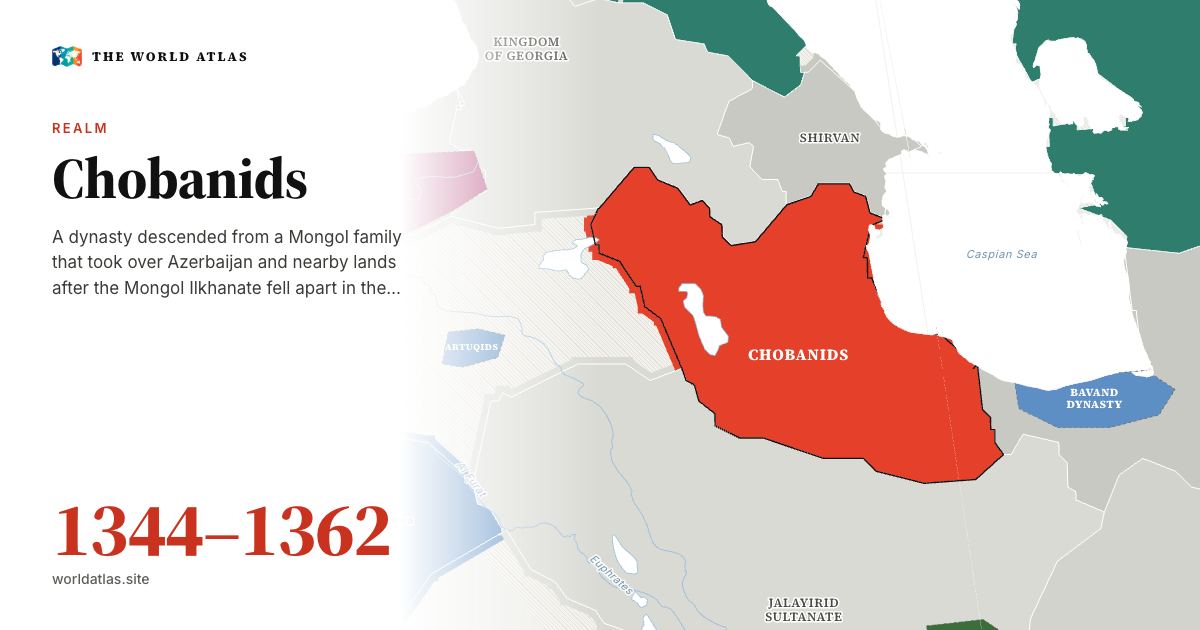 THE WORLD ATLAS
REALM
Chobanids
A dynasty descended from a Mongol family
that took over Azerbaijan and nearby lands
after the Mongol Ilkhanate fell apart in the...
1344–1362
worldatlas.site
KINGDOM
OF GEORGIA
SHIRVAN
Caspian Sea
ARTUQIDS
CHOBANIDS
BAVAND
DYNASTY
Al Furat
Euphrates
JALAYIRID
SULTANATE